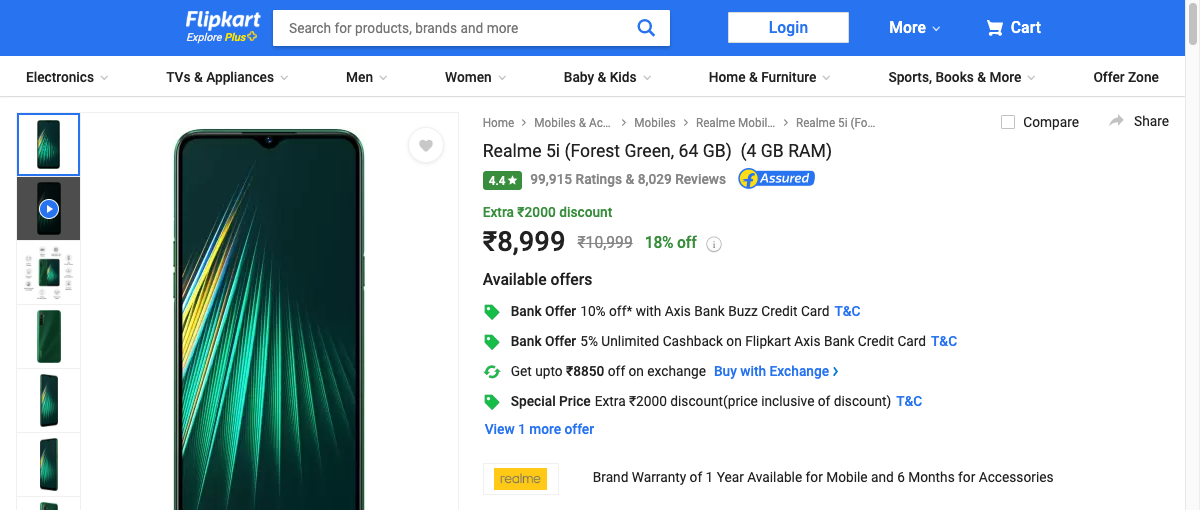 Flipkart
Explore Plus
Search for products, brands and more
Login
More
Cart
Electronics
TVs & Appliances
Men
Women
Baby & Kids
Home & Furniture
Sports, Books & More
Offer Zone
Home
Mobiles & Ac...
Mobiles
Realme Mobil...
Realme 5i (Fo...
Compare
Share
Realme 5i (Forest Green, 64 GB) (4 GB RAM)
4.4★ 99,915 Ratings & 8,029 Reviews Assured
Extra ₹2000 discount
₹8,999 ₹10,999 18% off
Available offers
Bank Offer 10% off* with Axis Bank Buzz Credit Card T&C
Bank Offer 5% Unlimited Cashback on Flipkart Axis Bank Credit Card T&C
Get upto ₹8850 off on exchange Buy with Exchange
Special Price Extra ₹2000 discount(price inclusive of discount) T&C
View 1 more offer
realme
Brand Warranty of 1 Year Available for Mobile and 6 Months for Accessories